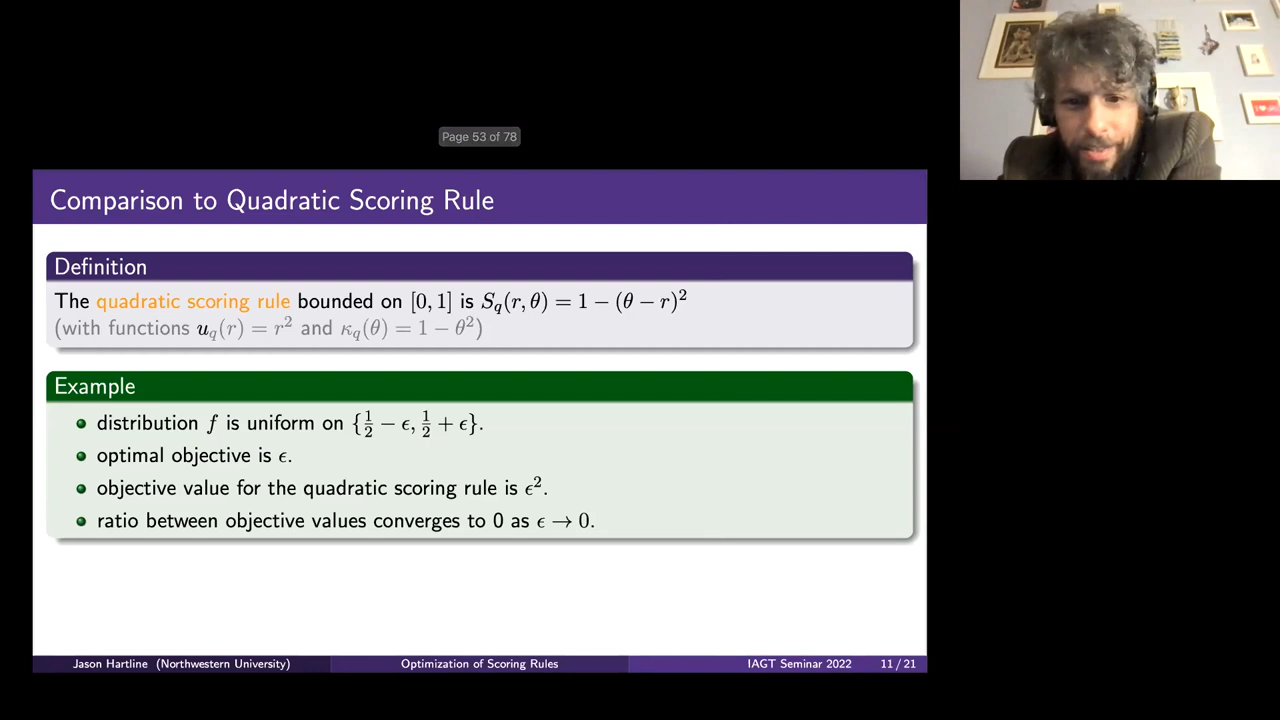 Page 53 of 78
Comparison to Quadratic Scoring Rule
Definition
The quadratic scoring rule bounded on [0, 1] is S_q(r, θ) = 1 − (θ − r)²
(with functions u_q(r) = r² and κ_q(θ) = 1 − θ²)
Example
distribution f is uniform on {1/2 − ϵ, 1/2 + ϵ}.
optimal objective is ϵ.
objective value for the quadratic scoring rule is ϵ².
ratio between objective values converges to 0 as ϵ → 0.
Jason Hartline (Northwestern University) Optimization of Scoring Rules IAGT Seminar 2022 11 / 21